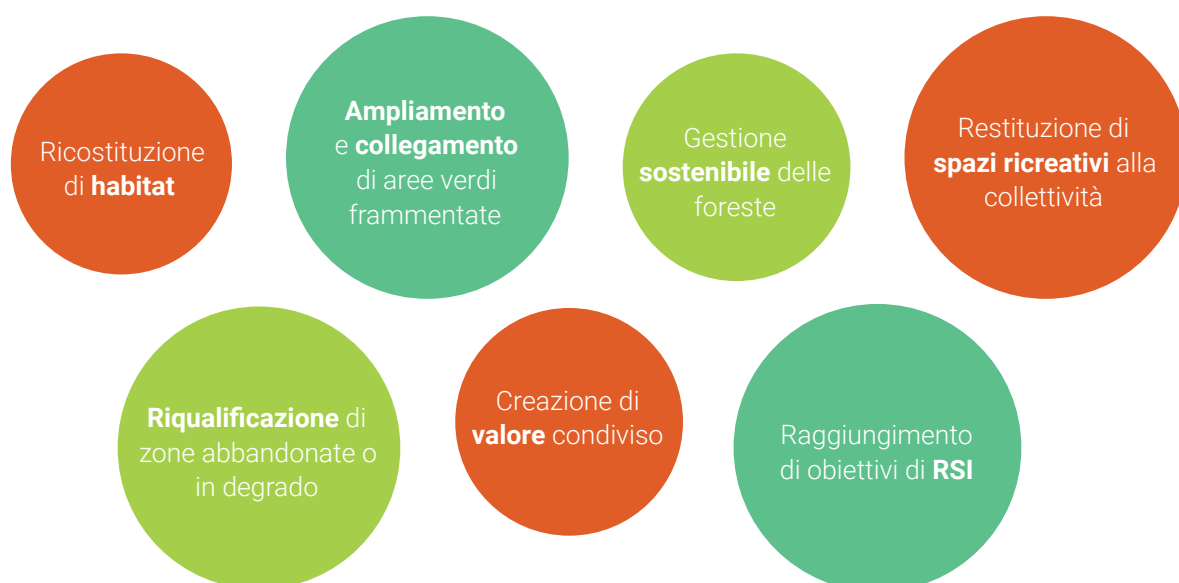 Ricostituzione
di habitat
Ampliamento
e collegamento
di aree verdi
frammentate
Gestione
sostenibile delle
foreste
Restituzione di
spazi ricreativi alla
collettività
Riqualificazione di
zone abbandonate o
in degrado
Creazione di
valore condiviso
Raggiungimento
di obiettivi di RSI